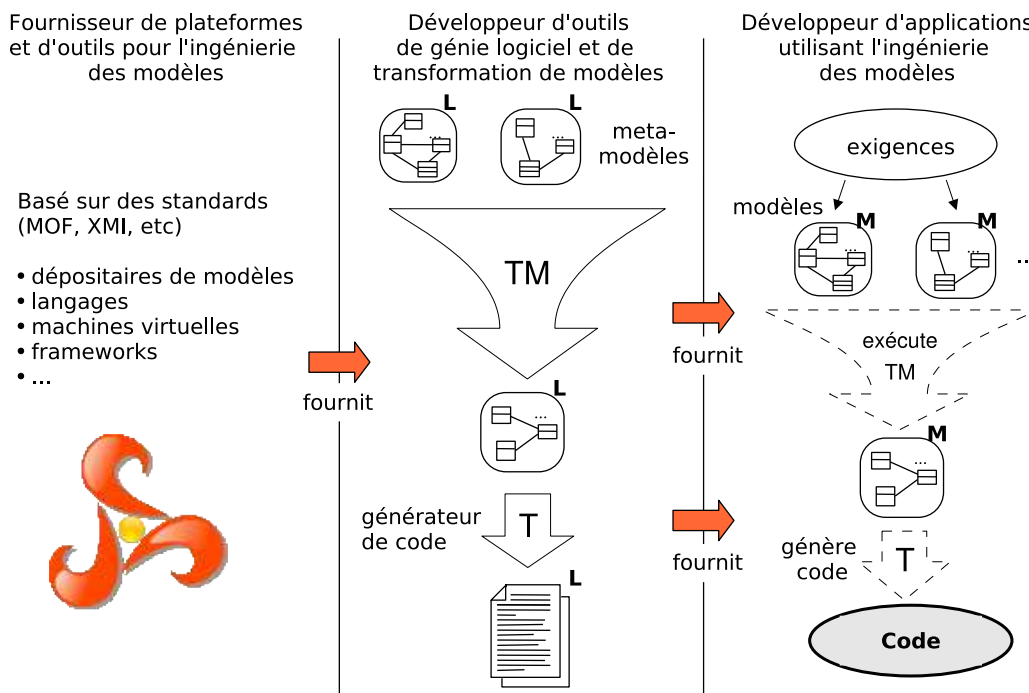 Fournisseur de plateformes
et d'outils pour l'ingénierie
des modèles
Basé sur des standards
(MOF, XMI, etc)
• dépositaires de modèles
• langages
• machines virtuelles
• frameworks
• ...
fournit
Développeur d'outils
de génie logiciel et de
transformation de modèles
L
L
...
...
meta-
modèles
TM
L
...
générateur
de code
T
L
fournit
fournit
Développeur d'applications
utilisant l'ingénierie
des modèles
exigences
modèles
M
M
...
...
...
exécute
TM
M
...
génère
code
T
Code